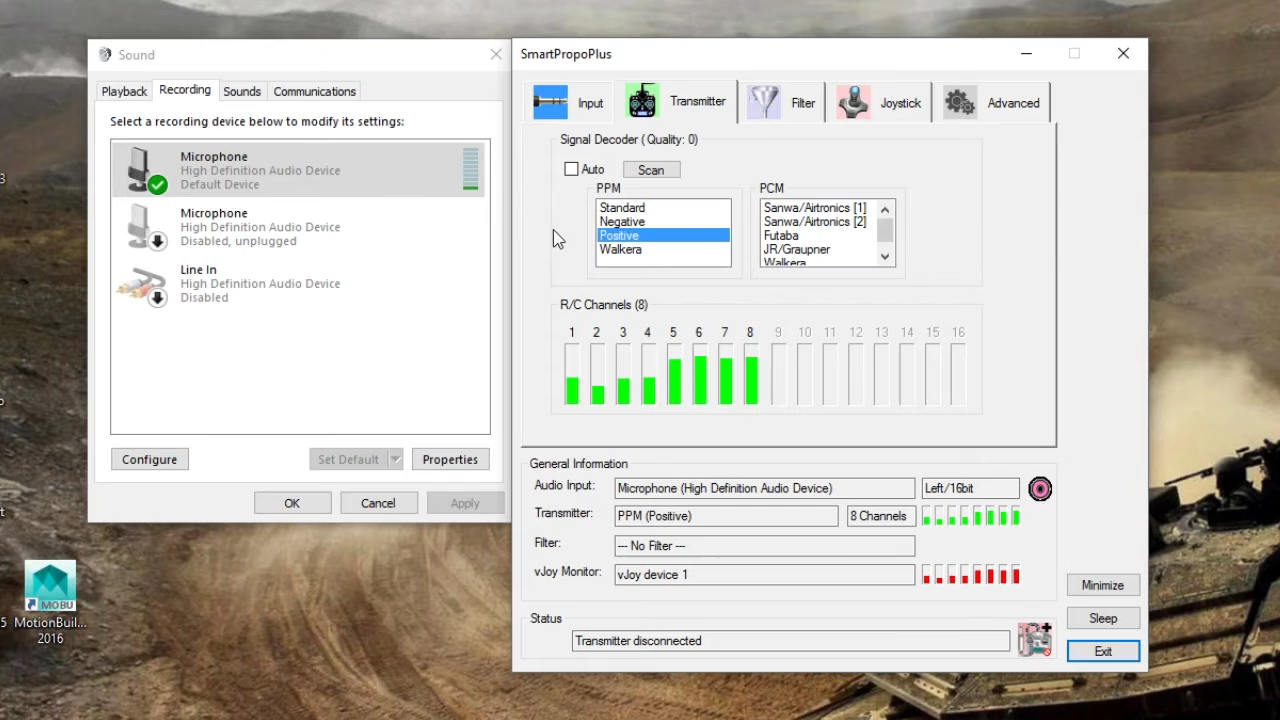 Sound
Playback
Recording
Sounds
Communications
Select a recording device below to modify its settings:
Microphone
High Definition Audio Device
Default Device
Microphone
High Definition Audio Device
Disabled, unplugged
Line In
High Definition Audio Device
Disabled
Configure
Set Default
Properties
OK
Cancel
Apply
SmartPropoPlus
Input
Transmitter
Filter
Joystick
Advanced
Signal Decoder ( Quality: 0)
Auto
Scan
PPM
Standard
Negative
Positive
Walkera
PCM
Sanwa/Airtronics [1]
Sanwa/Airtronics [2]
Futaba
JR/Graupner
Walkera
R/C Channels (8)
1 2 3 4 5 6 7 8 9 10 11 12 13 14 15 16
General Information
Audio Input:
Microphone (High Definition Audio Device)
Left/16bit
Transmitter:
PPM (Positive)
8 Channels
Filter:
--- No Filter ---
vJoy Monitor:
vJoy device 1
Status
Transmitter disconnected
Minimize
Sleep
Exit
3
MOBU
5
MotionBuil...
2016